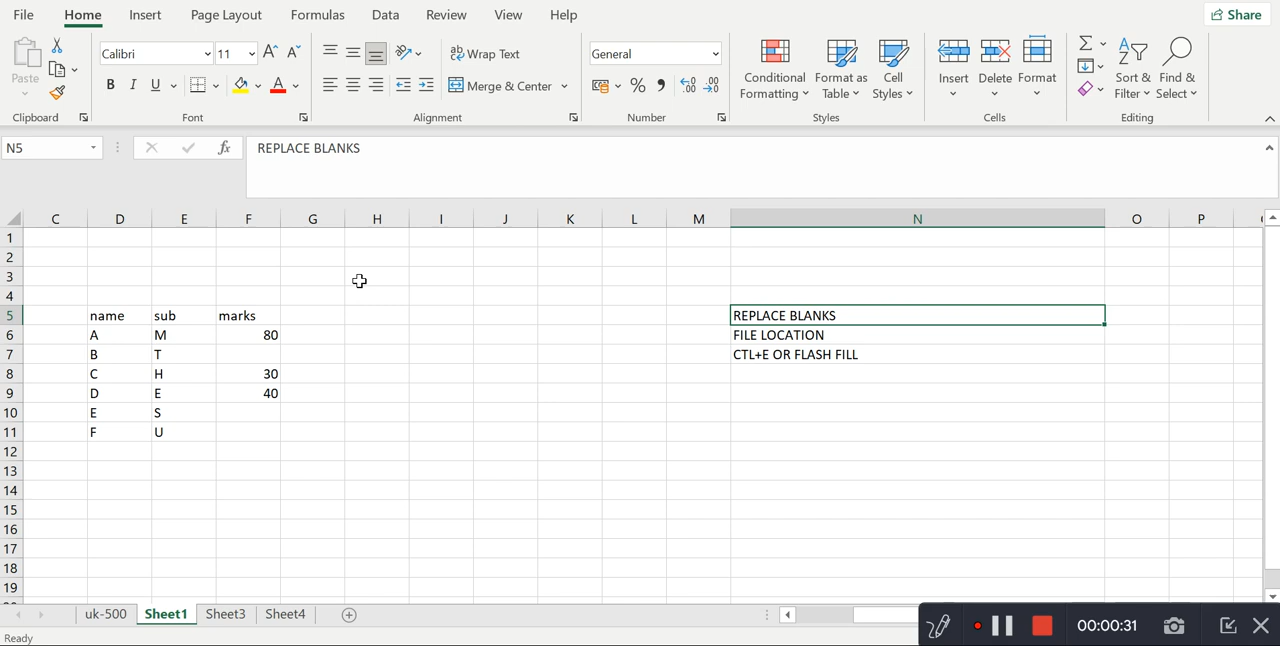 File Home Insert Page Layout Formulas Data Review View Help Share
Paste Calibri 11 B I U Wrap Text Merge & Center General % Conditional Formatting Format as Table Cell Styles Insert Delete Format Sort & Filter Find & Select
Clipboard Font Alignment Number Styles Cells Editing
N5 fx REPLACE BLANKS
C D E F G H I J K L M N O P
1
2
3
4
5 name sub marks REPLACE BLANKS
6 A M 80 FILE LOCATION
7 B T CTL+E OR FLASH FILL
8 C H 30
9 D E 40
10 E S
11 F U
12
13
14
15
16
17
18
19
uk-500 Sheet1 Sheet3 Sheet4
00:00:31
Ready